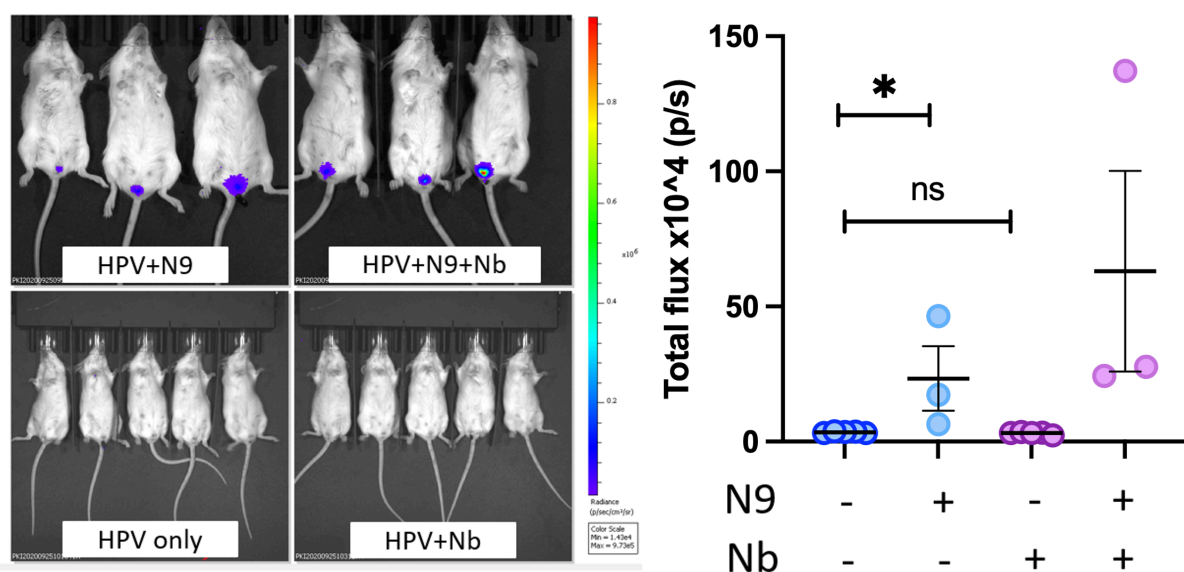 HPV+N9
HPV+N9+Nb
HPV only
HPV+Nb
0.8
0.6
x10⁶
0.4
0.2
Radiance
(p/sec/cm²/sr)
Color Scale
Min = 1.43e4
Max = 9.73e5
Total flux x10^4 (p/s)
150
100
50
0
*
ns
N9 - + - +
Nb - - + +